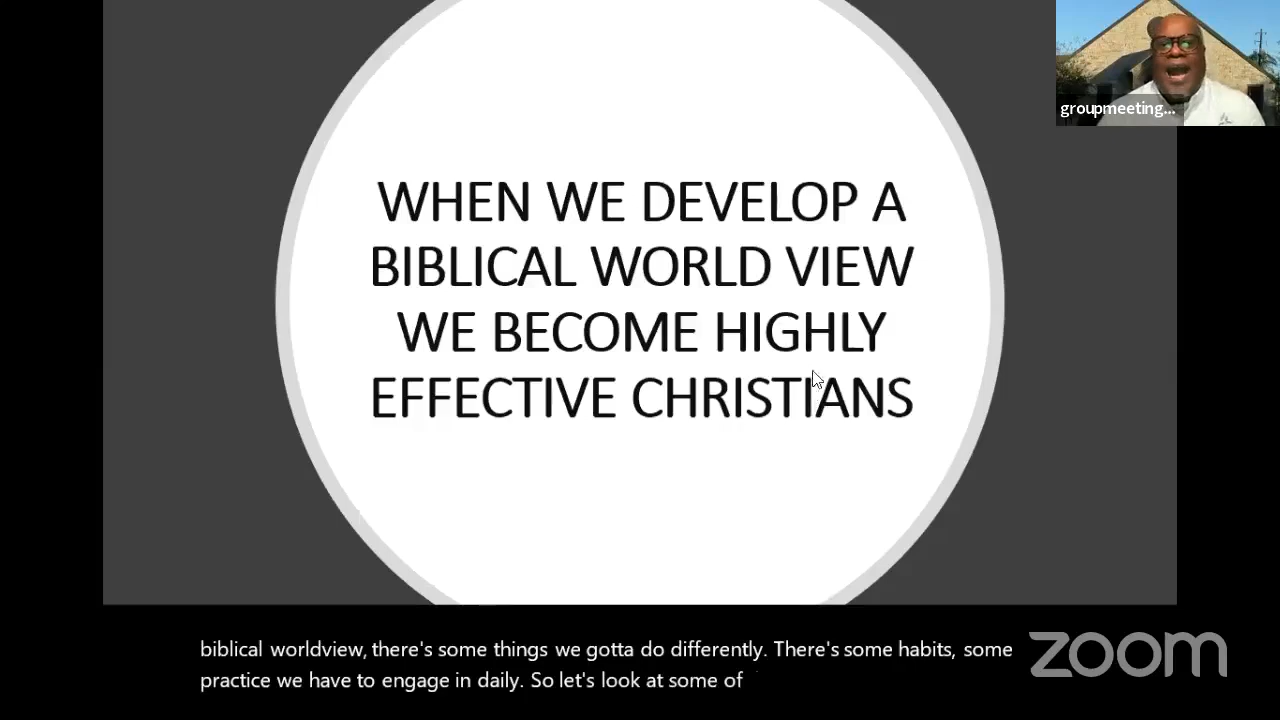 groupmeeting...
WHEN WE DEVELOP A
BIBLICAL WORLD VIEW
WE BECOME HIGHLY
EFFECTIVE CHRISTIANS
biblical worldview, there's some things we gotta do differently. There's some habits, some
practice we have to engage in daily. So let's look at some of
zoom